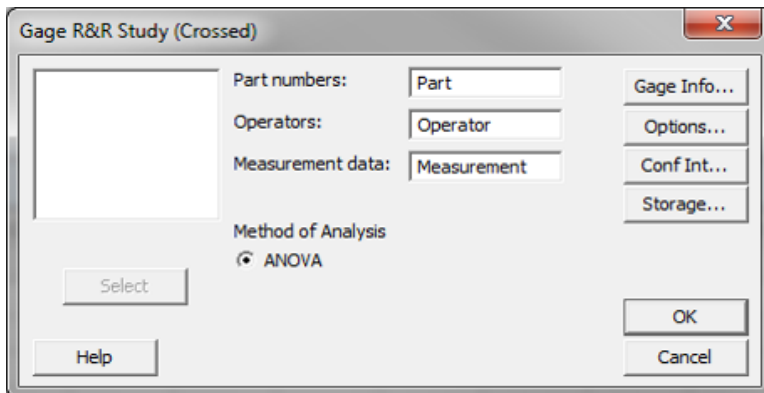 Gage R&R Study (Crossed)
X
Part numbers: Part
Operators: Operator
Measurement data: Measurement
Method of Analysis
ANOVA
Select
Help
Gage Info...
Options...
Conf Int...
Storage...
OK
Cancel